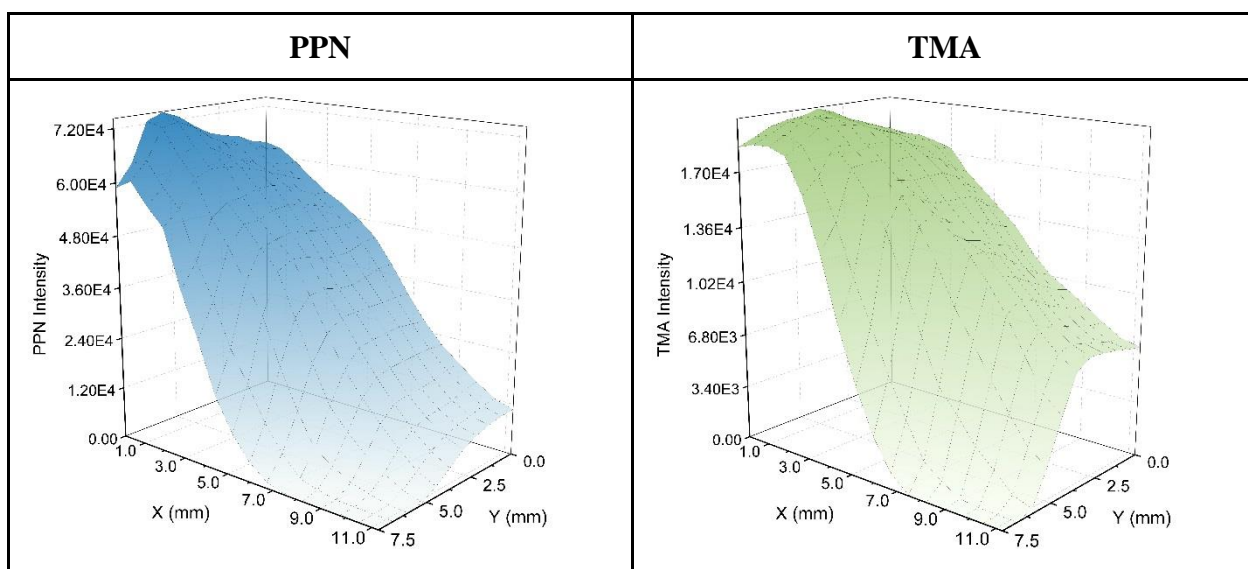 PPN
TMA
PPN Intensity
7.20E4
6.00E4
4.80E4
3.60E4
2.40E4
1.20E4
0.00
1.0
3.0
5.0
7.0
9.0
11.0
X (mm)
7.5
5.0
2.5
0.0
Y (mm)
TMA Intensity
1.70E4
1.36E4
1.02E4
6.80E3
3.40E3
0.00
1.0
3.0
5.0
7.0
9.0
11.0
X (mm)
7.5
5.0
2.5
0.0
Y (mm)